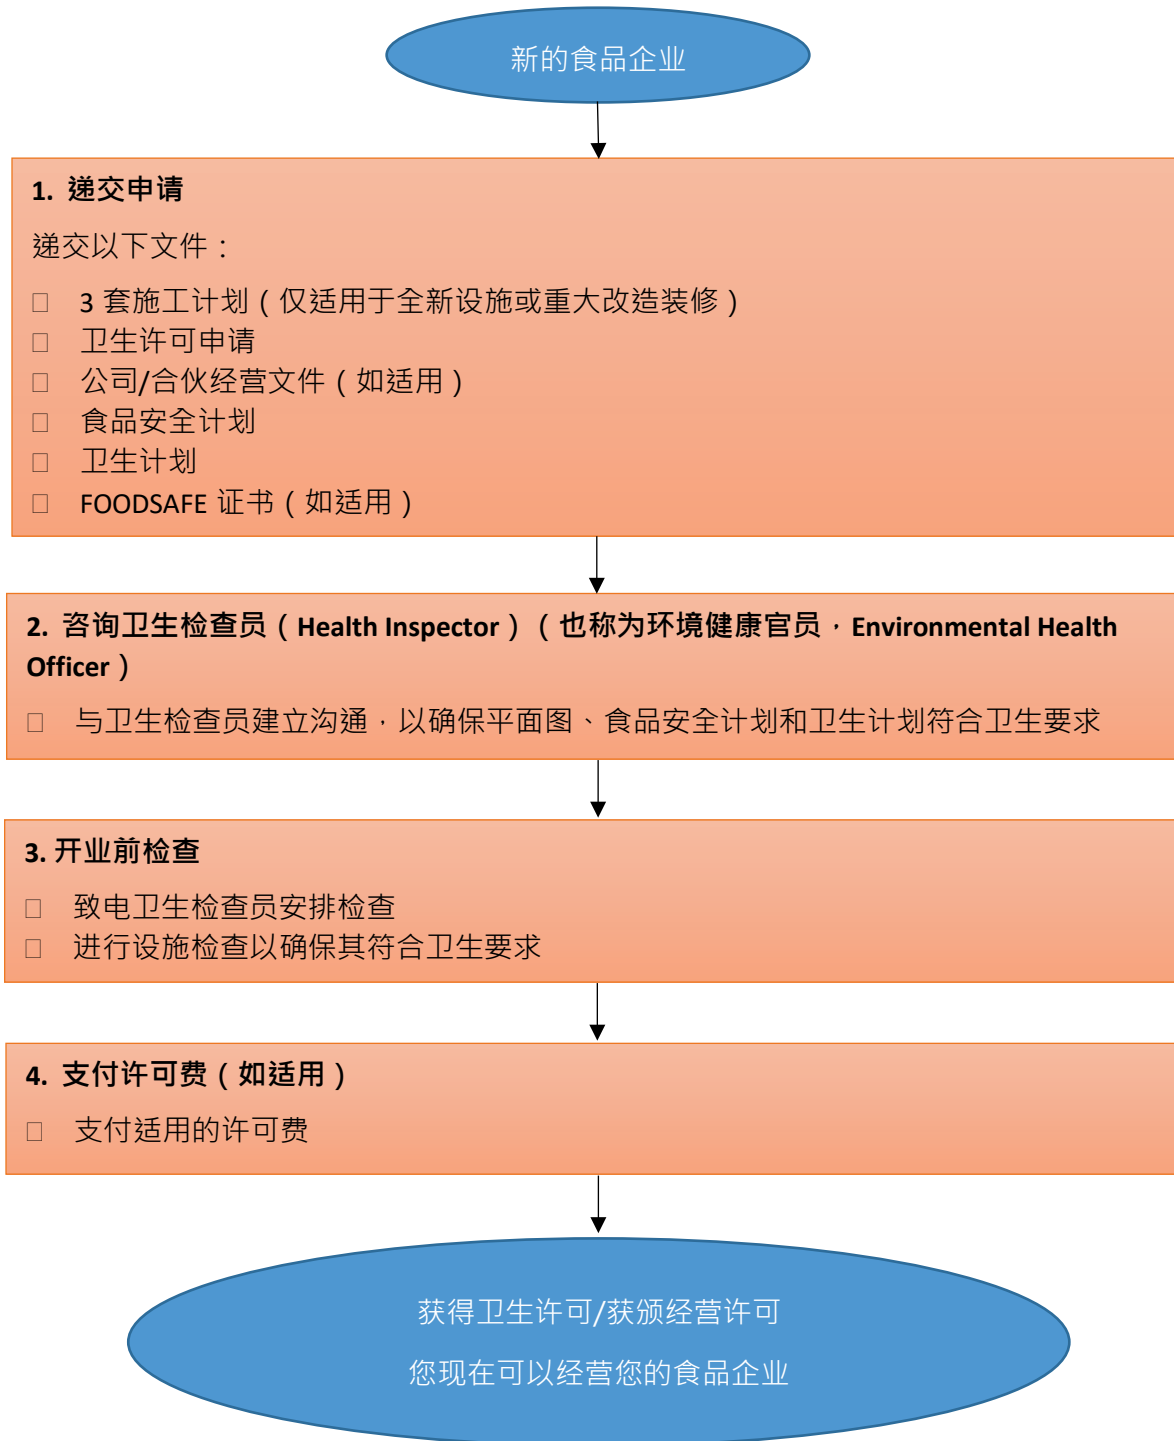 新的食品企业
1. 递交申请
递交以下文件：
□ 3 套施工计划（仅适用于全新设施或重大改造装修）
□ 卫生许可申请
□ 公司/合伙经营文件（如适用）
□ 食品安全计划
□ 卫生计划
□ FOODSAFE 证书（如适用）
2. 咨询卫生检查员（Health Inspector）（也称为环境健康官员，Environmental Health
Officer）
□ 与卫生检查员建立沟通，以确保平面图、食品安全计划和卫生计划符合卫生要求
3. 开业前检查
□ 致电卫生检查员安排检查
□ 进行设施检查以确保其符合卫生要求
4. 支付许可费（如适用）
□ 支付适用的许可费
获得卫生许可/获颁经营许可
您现在可以经营您的食品企业